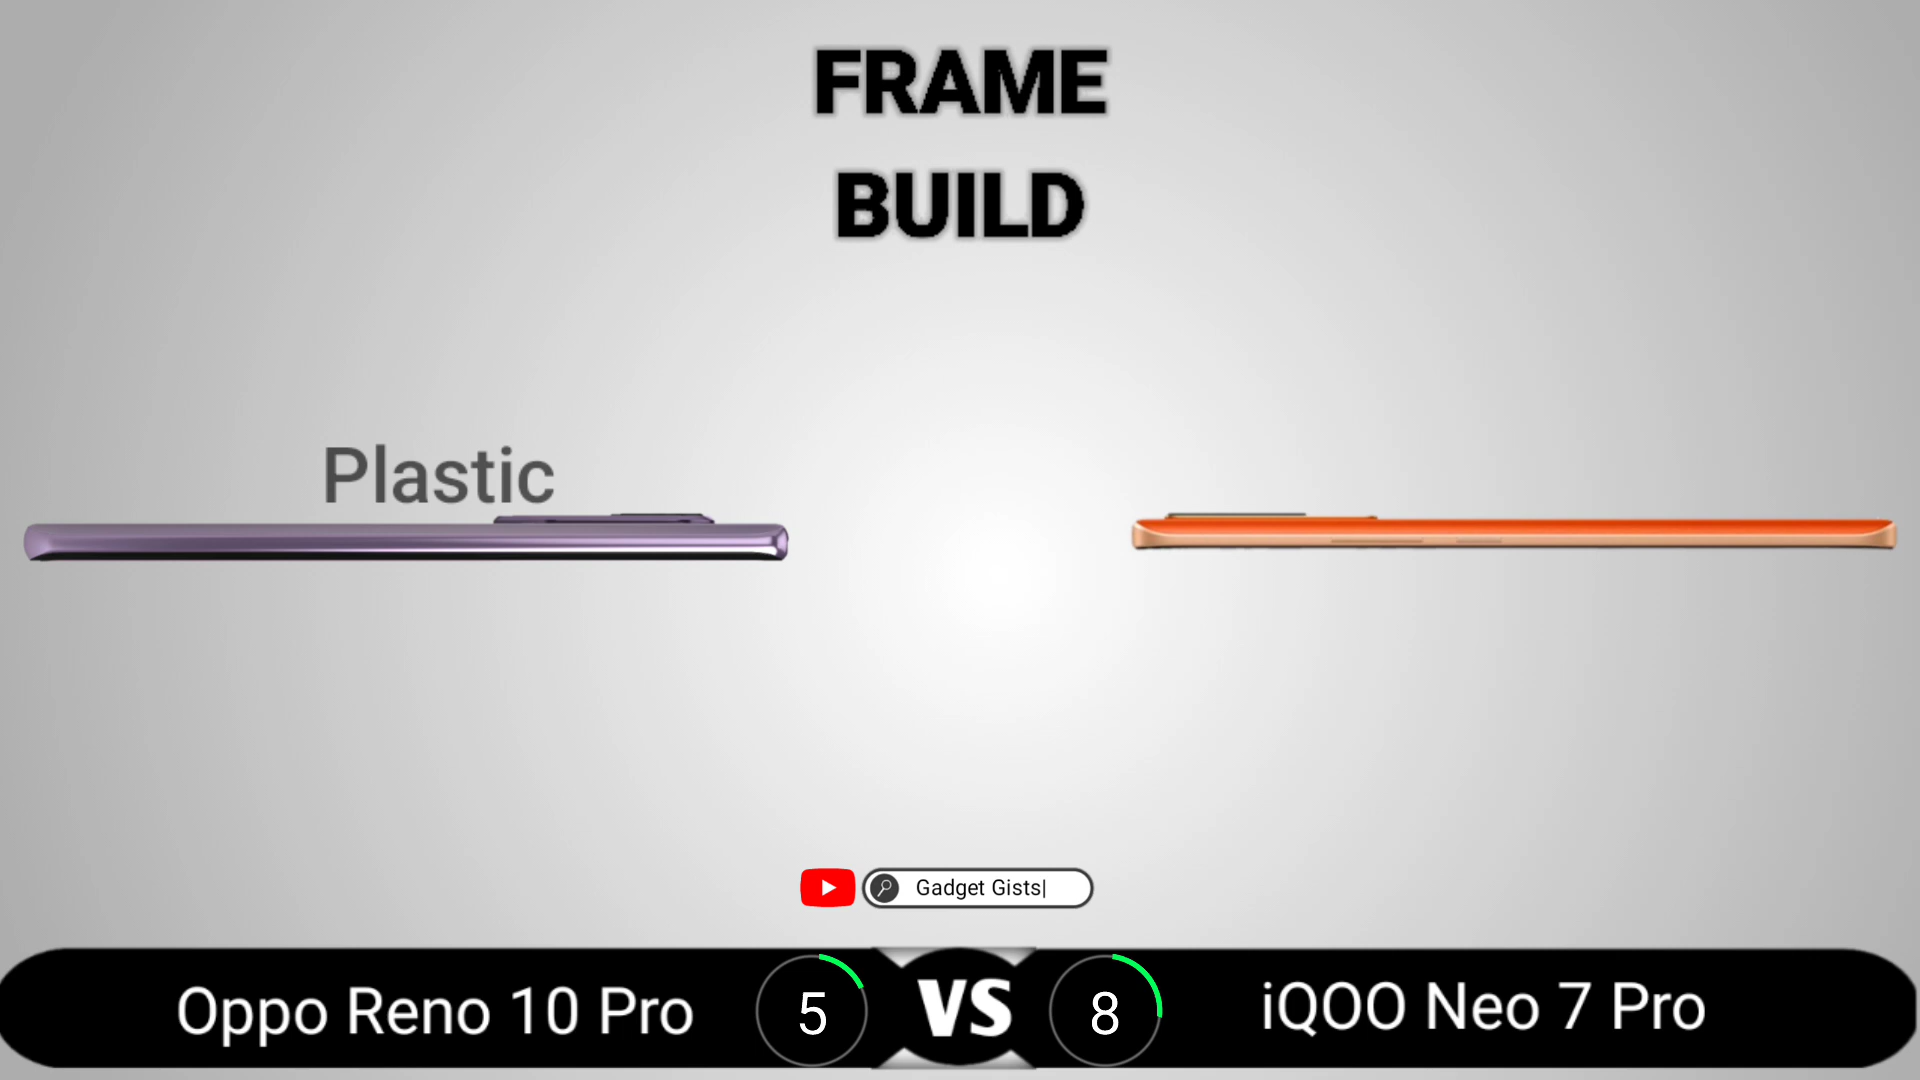 FRAME
BUILD
Plastic
Gadget Gists|
Oppo Reno 10 Pro 5 VS 8 iQOO Neo 7 Pro